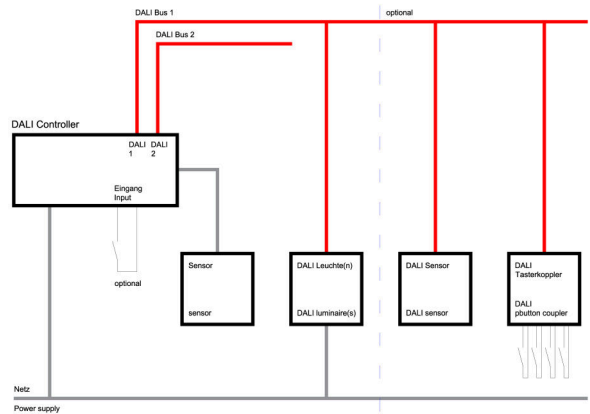 DALI Bus 1
optional
DALI Bus 2
DALI Controller
DALI
1
DALI
2
Eingang
Input
optional
Sensor
sensor
DALI Leuchte(n)
DALI luminaire(s)
DALI Sensor
DALI sensor
DALI
Tasterkoppler
DALI
pbutton coupler
Netz
Power supply